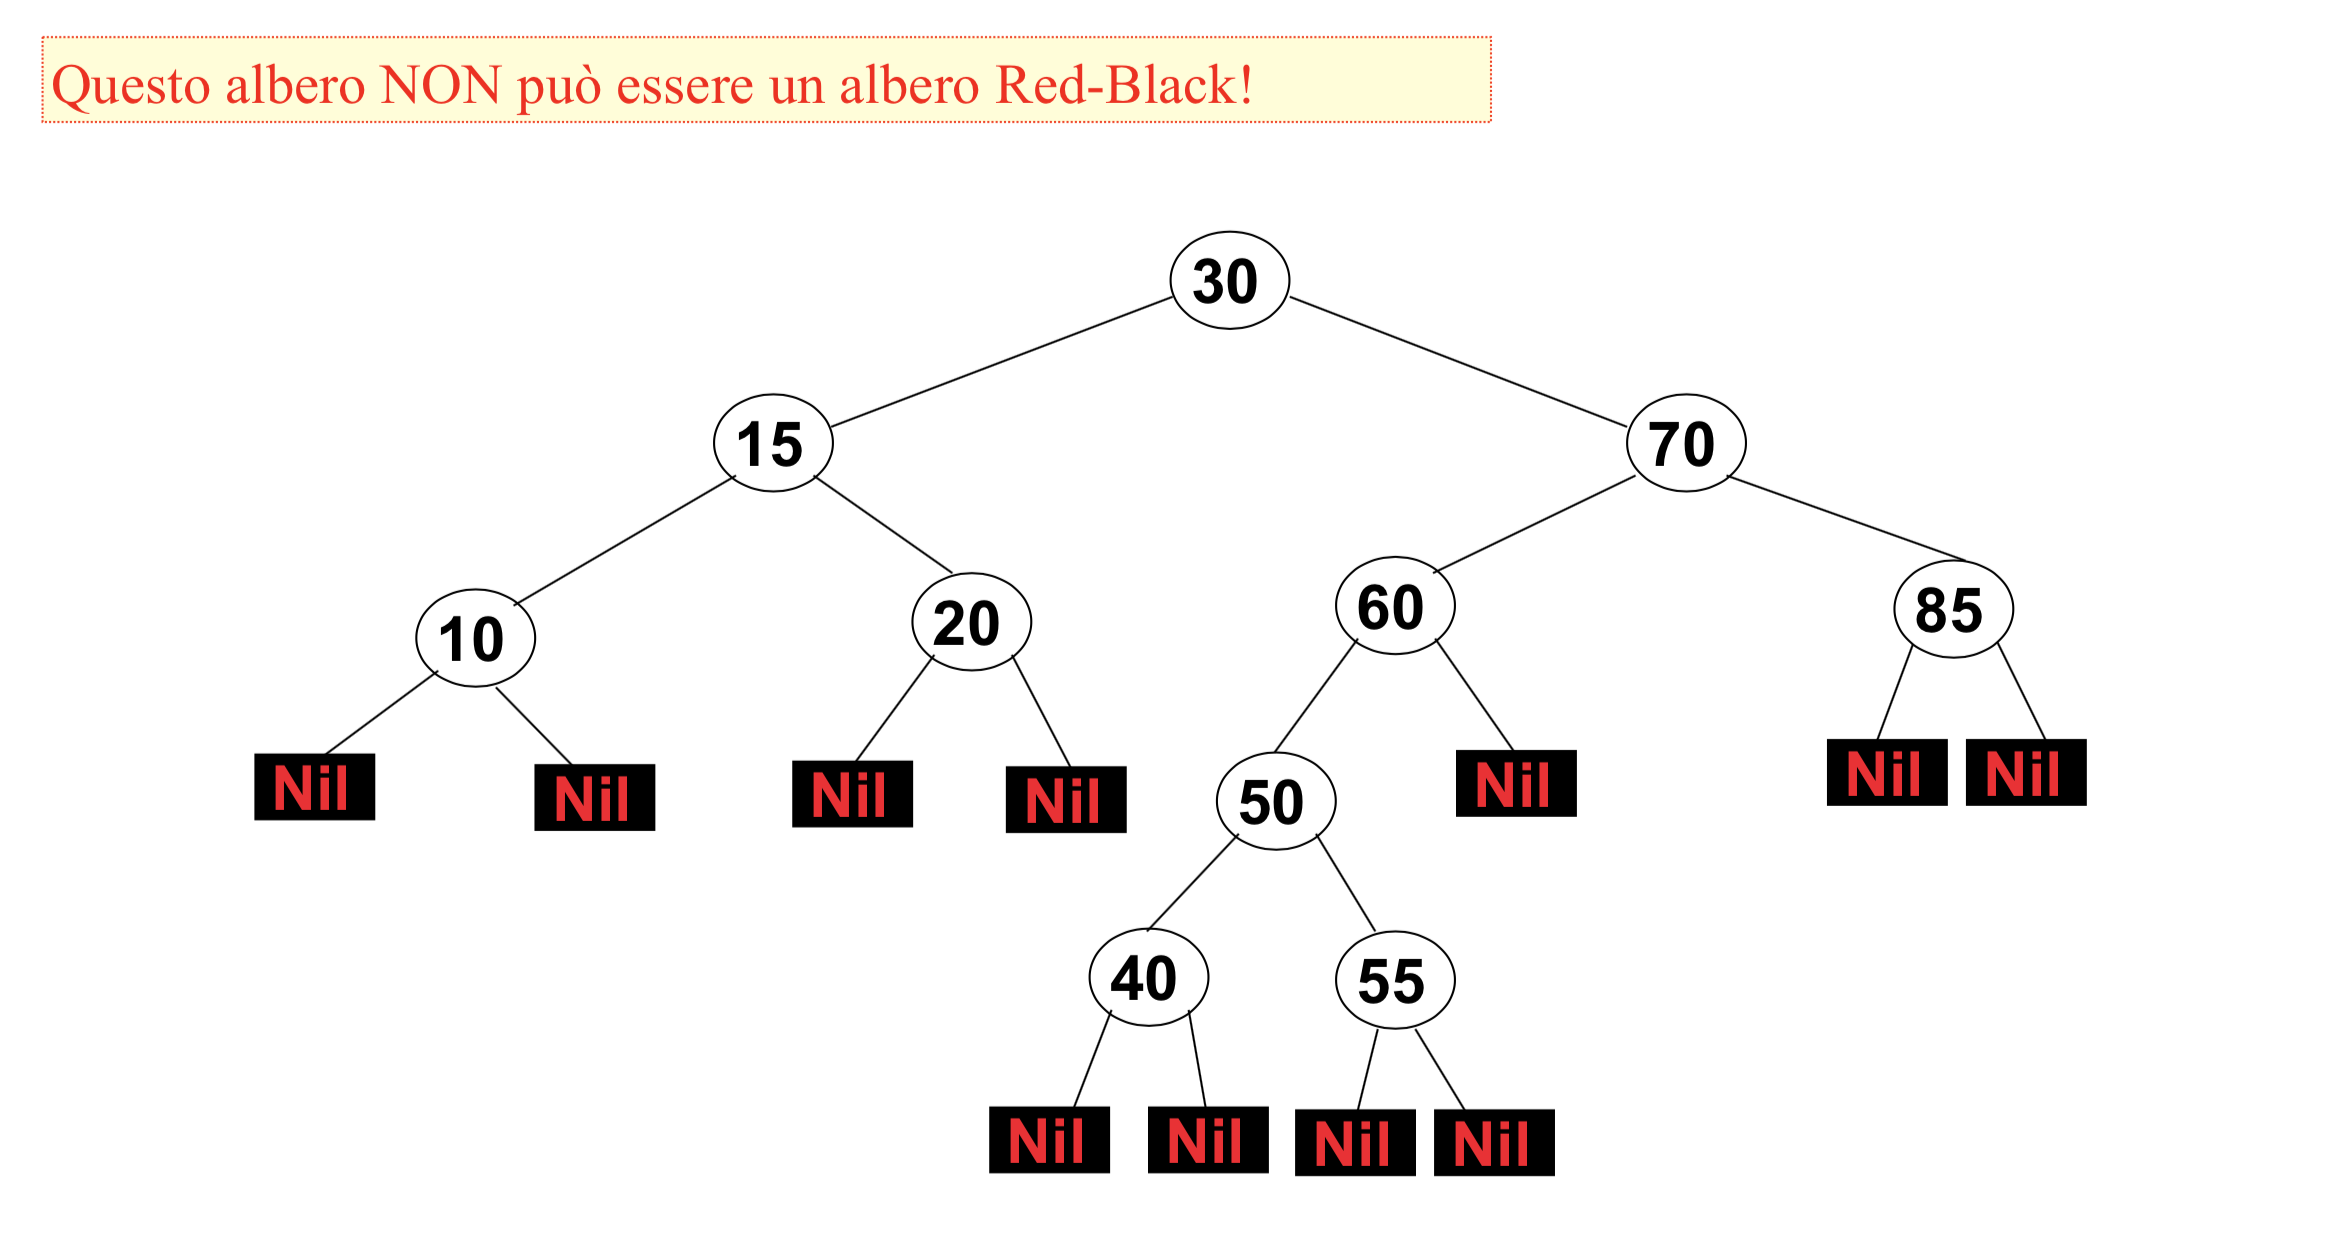 Questo albero NON può essere un albero Red-Black!
30
15 70
10 20 60 85
Nil Nil Nil Nil 50 Nil Nil Nil
40 55
Nil Nil Nil Nil